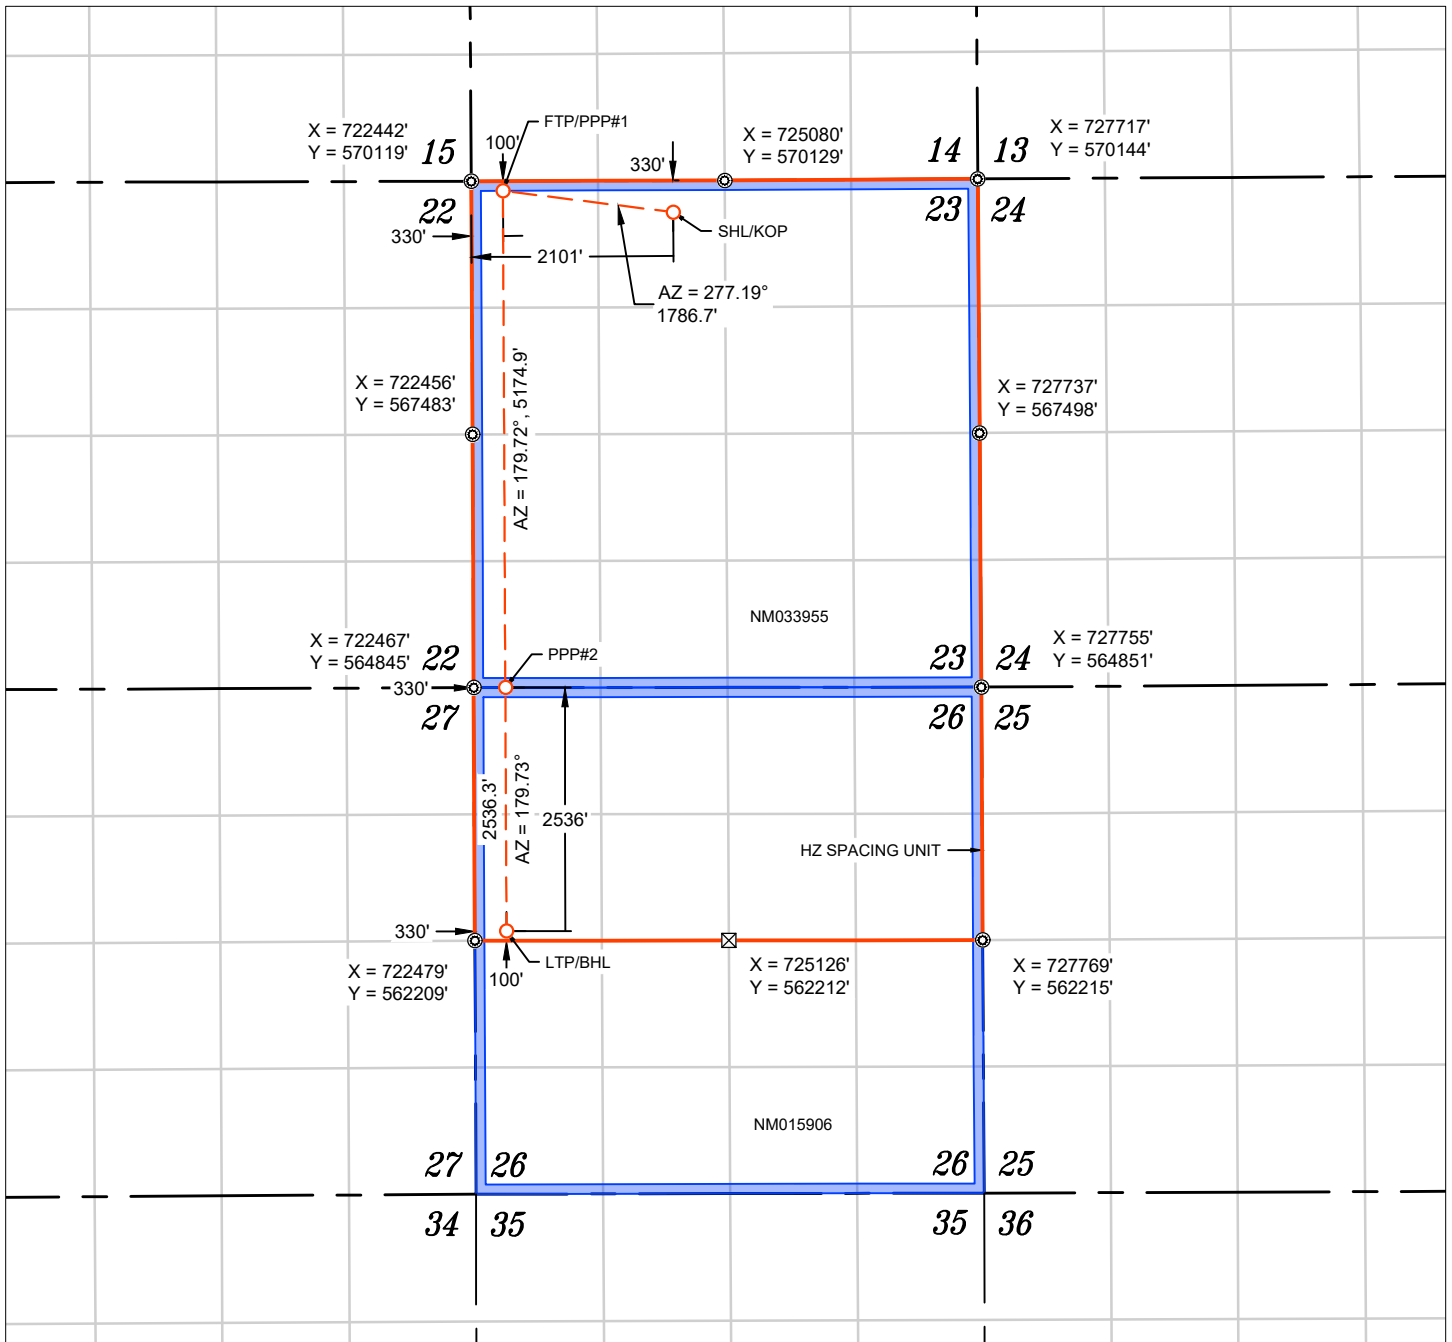 FTP/PPP#1
X = 722442'
Y = 570119'
15
100'
330'
X = 725080'
Y = 570129'
14
13
X = 727717'
Y = 570144'
22
23
24
330'
2101'
SHL/KOP
AZ = 277.19°
1786.7'
AZ = 179.72°, 5174.9'
X = 722456'
Y = 567483'
X = 727737'
Y = 567498'
NM033955
X = 722467'
Y = 564845'
22
PPP#2
23
24
X = 727755'
Y = 564851'
330'
27
26
25
2536.3'
AZ = 179.73°
2536'
HZ SPACING UNIT
330'
LTP/BHL
100'
X = 722479'
Y = 562209'
X = 725126'
Y = 562212'
X = 727769'
Y = 562215'
NM015906
27
26
26
25
34
35
35
36